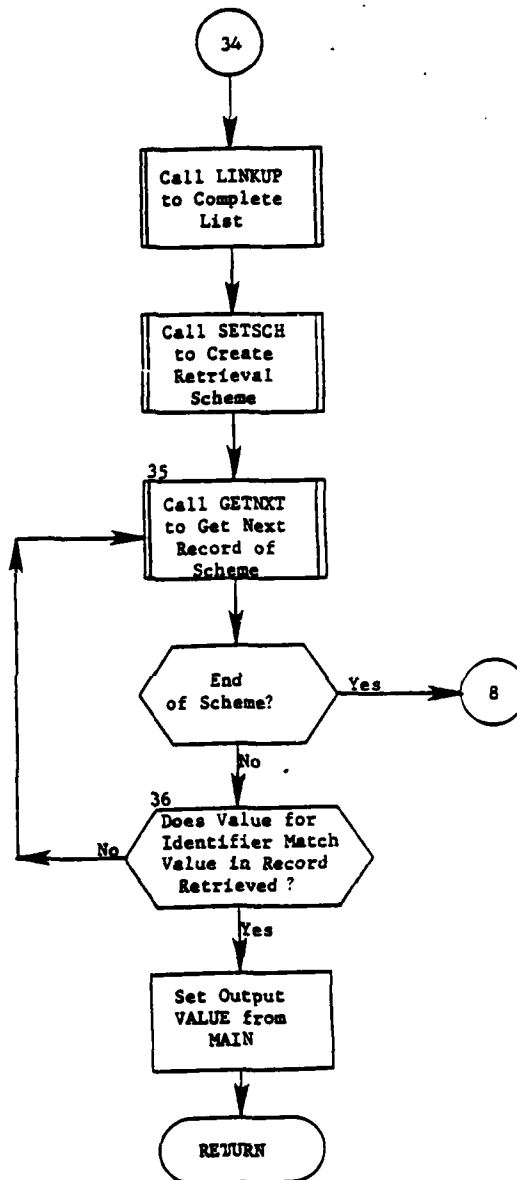 34
Call LINKUP
to Complete
List
Call SETSCH
to Create
Retrieval
Scheme
35
Call GETNXT
to Get Next
Record of
Scheme
End
of Scheme?
Yes
8
No
36
Does Value for
Identifier Match
Value in Record
Retrieved ?
No
Yes
Set Output
VALUE from
MAIN
RETURN